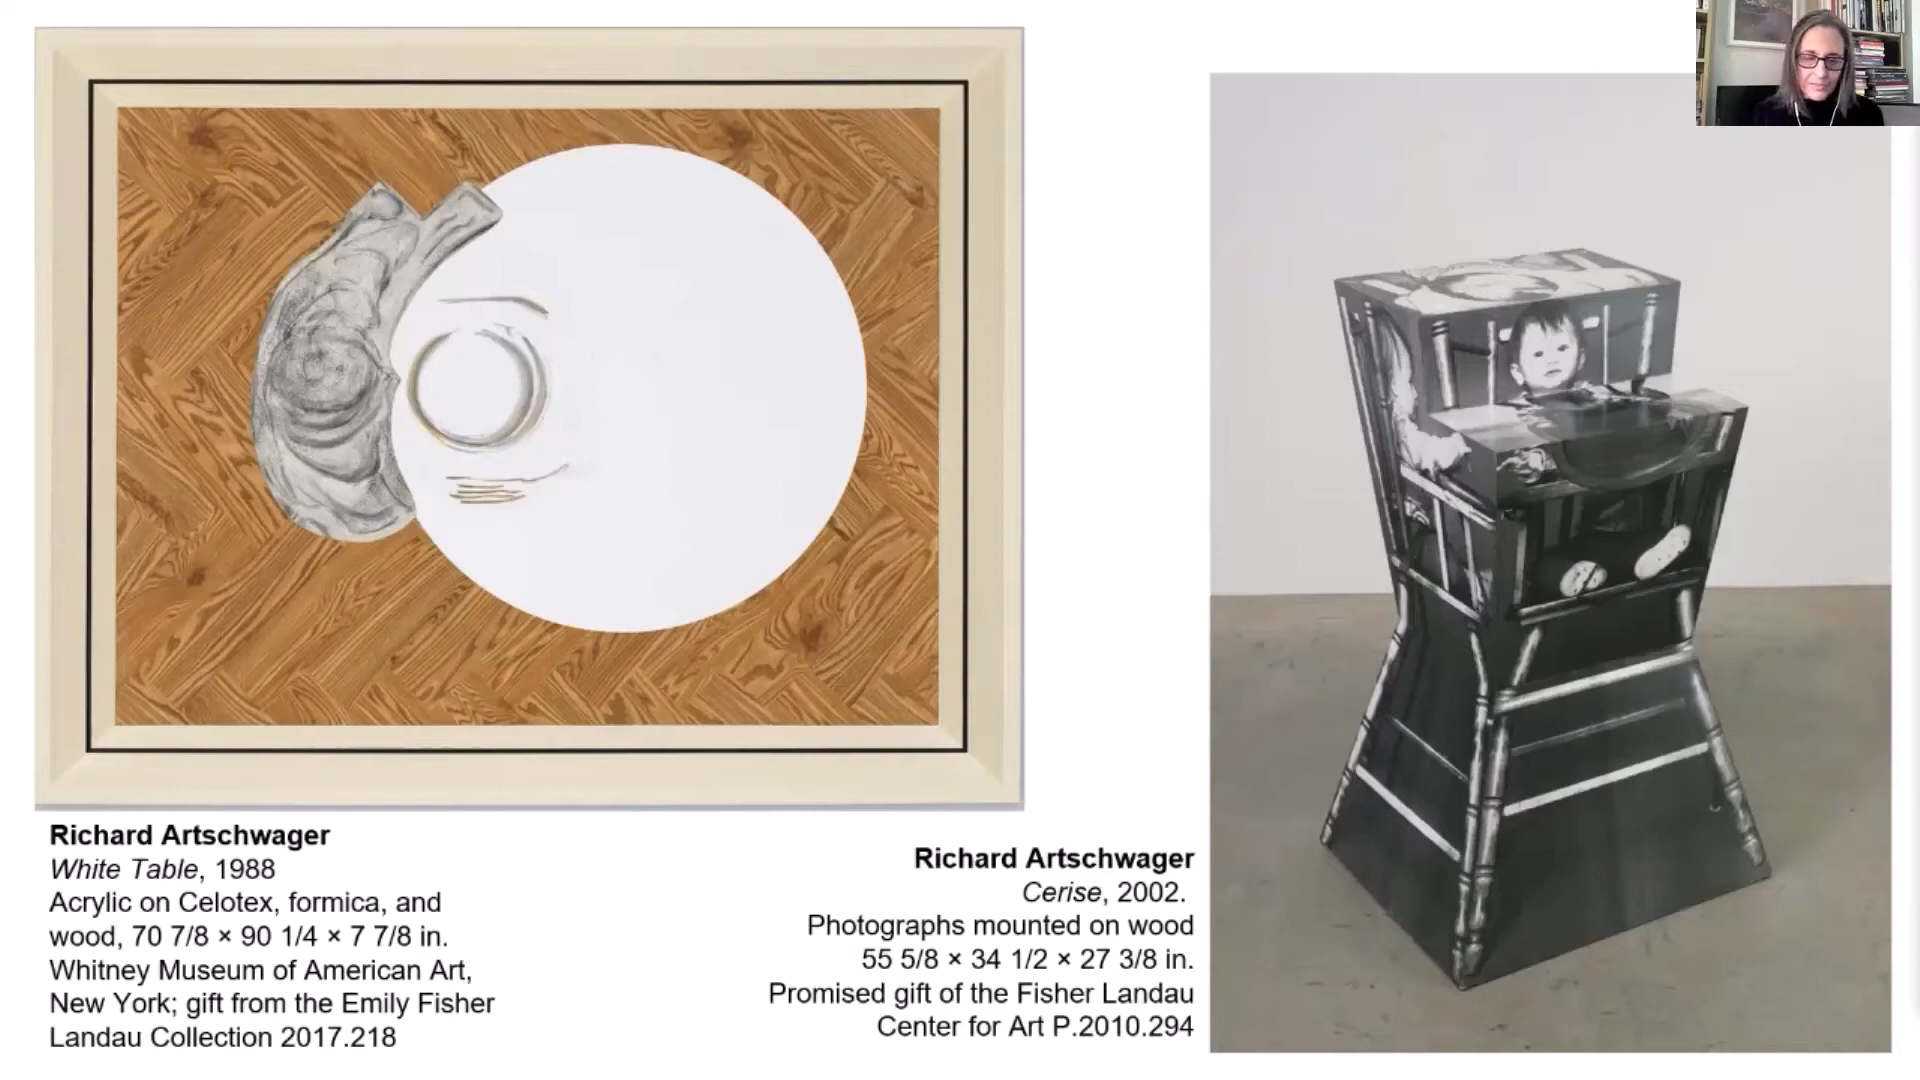 Richard Artschwager
White Table, 1988
Acrylic on Celotex, formica, and
wood, 70 7/8 × 90 1/4 × 7 7/8 in.
Whitney Museum of American Art,
New York; gift from the Emily Fisher
Landau Collection 2017.218
Richard Artschwager
Cerise, 2002.
Photographs mounted on wood
55 5/8 × 34 1/2 × 27 3/8 in.
Promised gift of the Fisher Landau
Center for Art P.2010.294